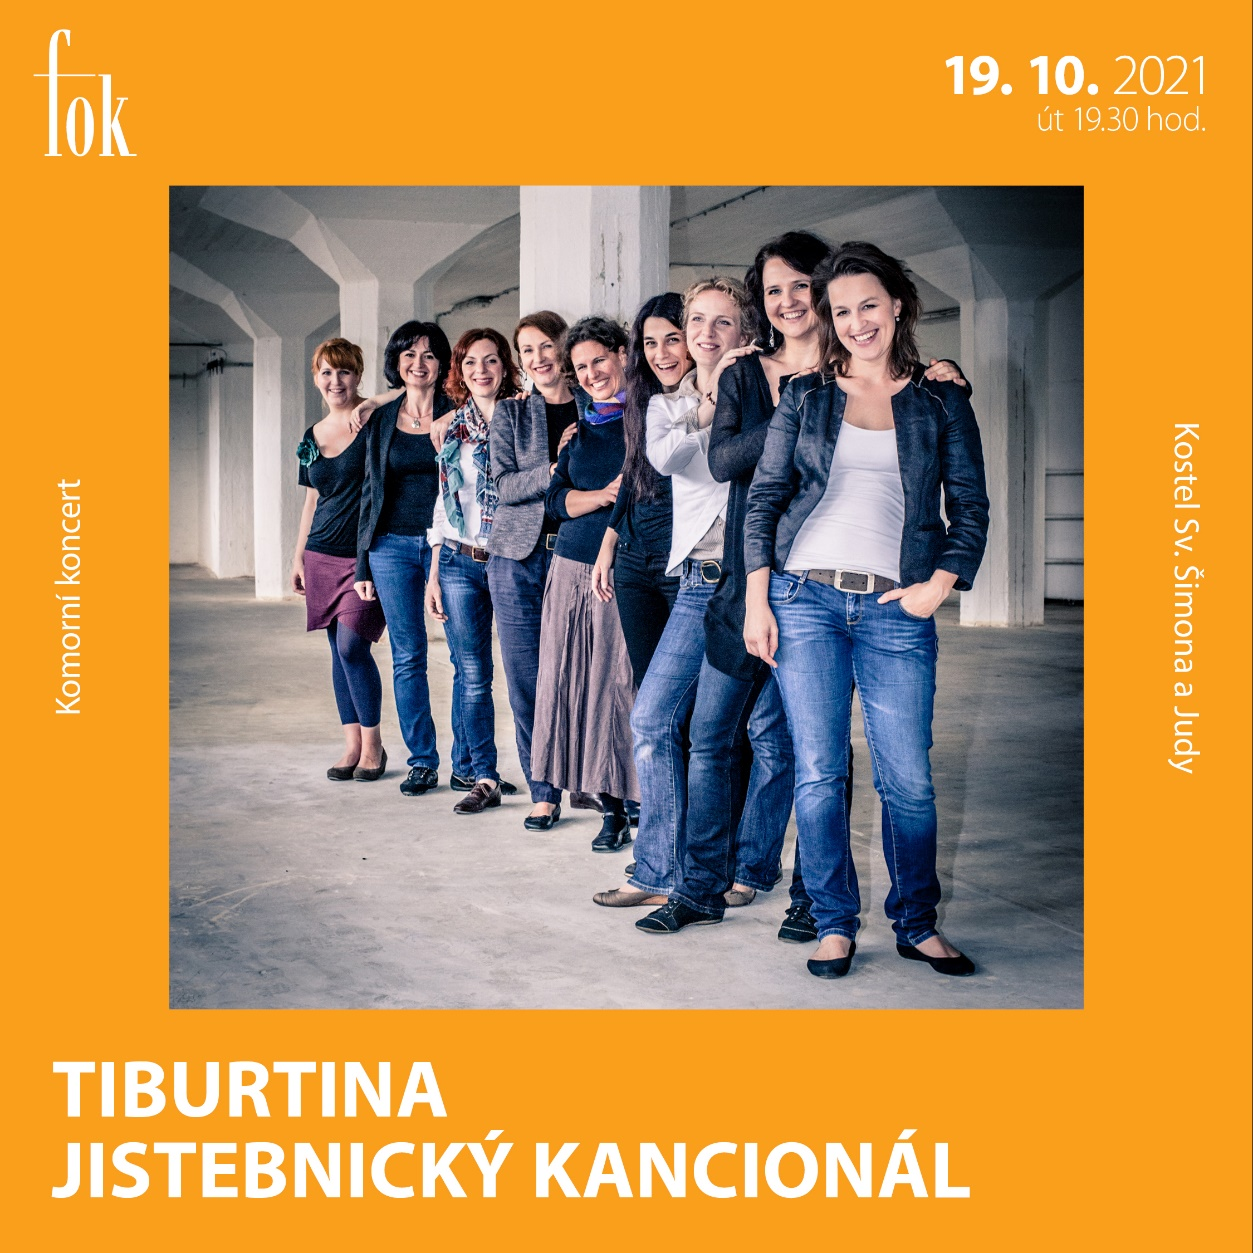 fok
19. 10. 2021
út 19.30 hod.
Komorní koncert
Kostel Sv. Šimona a Judy
TIBURTINA
JISTEBNICKÝ KANCIONÁL